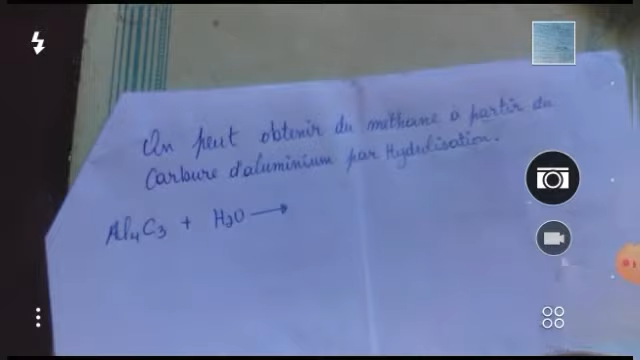 On peut obtenir du méthane à partir du
Carbure d'aluminium par Hydrolisation.
Al₄C₃ + H₂O ⟶